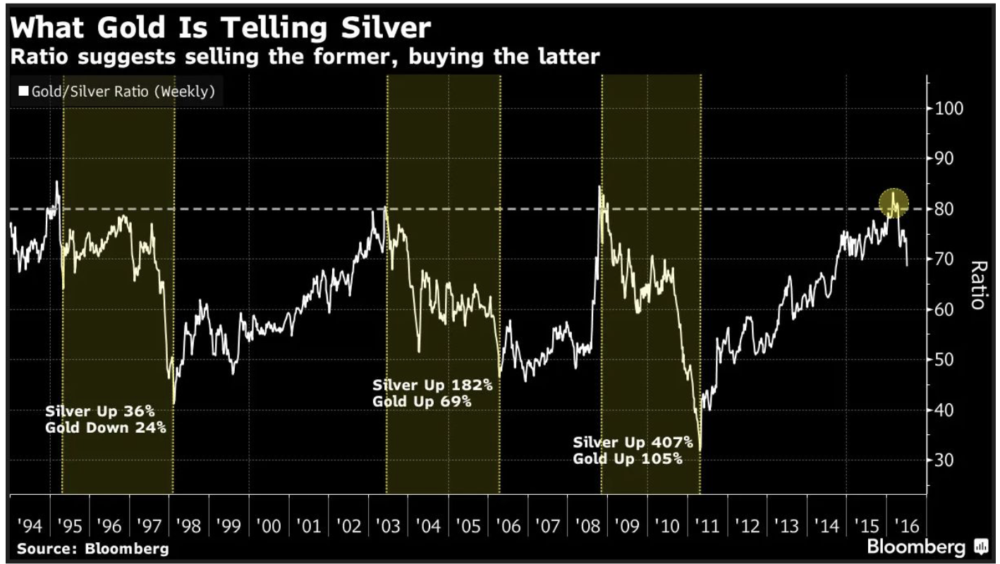 What Gold Is Telling Silver
Ratio suggests selling the former, buying the latter
Gold/Silver Ratio (Weekly)
100
90
80
70
60
50
40
30
Ratio
Silver Up 36%
Gold Down 24%
Silver Up 182%
Gold Up 69%
Silver Up 407%
Gold Up 105%
'94 '95 '96 '97 '98 '99 '00 '01 '02 '03 '04 '05 '06 '07 '08 '09 '10 '11 '12 '13 '14 '15 '16
Source: Bloomberg
Bloomberg